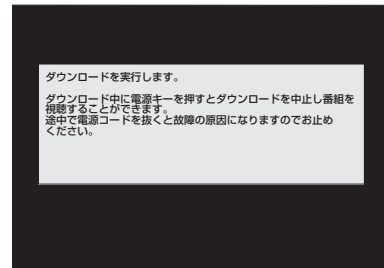 ダウンロードを実行します。
ダウンロード中に電源キーを押すとダウンロードを中止し番組を
視聴することができます。
途中で電源コードを抜くと故障の原因になりますのでお止め
ください。